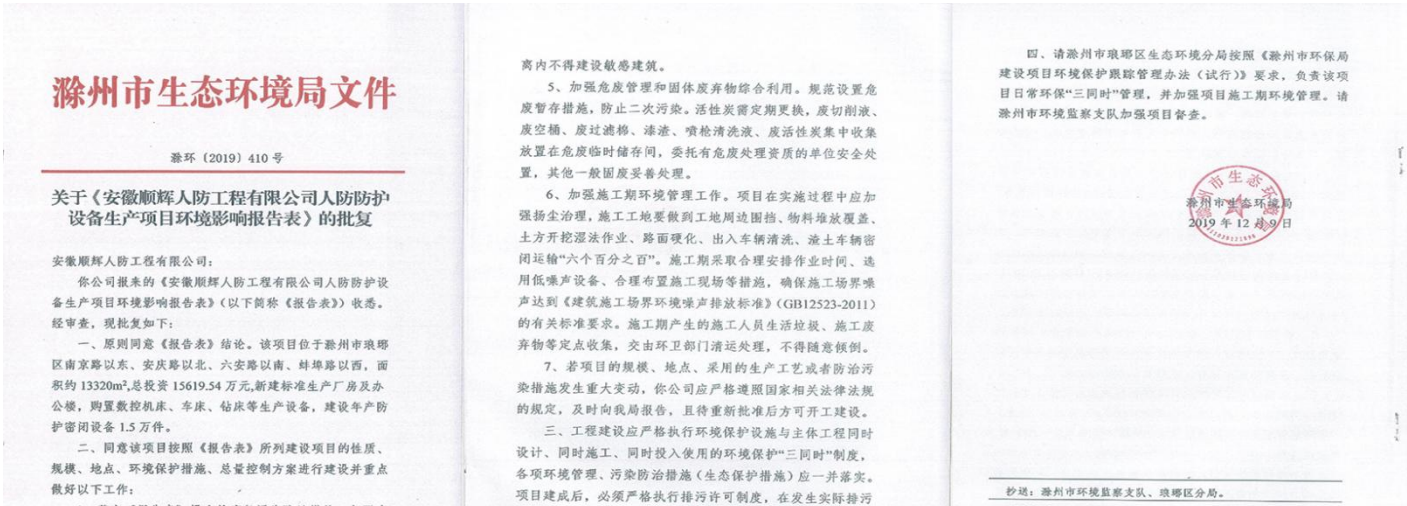 滁州市生态环境局文件
滁环〔2019〕410号
关于《安徽顺辉人防工程有限公司人防防护
设备生产项目环境影响报告表》的批复
安徽顺辉人防工程有限公司：
你公司报来的《安徽顺辉人防工程有限公司人防防护设
备生产项目环境影响报告表》（以下简称《报告表》）收悉。
经审查，现批复如下：
一、原则同意《报告表》结论。该项目位于滁州市琅琊
区南京路以东、安庆路以北、六安路以南、蚌埠路以西，面
积约13320m²,总投资15619.54万元,新建标准生产厂房及办
公楼，购置数控机床、车床、钻床等生产设备，建设年产防
护密闭设备1.5万件。
二、同意该项目按照《报告表》所列建设项目的性质、
规模、地点、环境保护措施、总量控制方案进行建设并重点
做好以下工作：
离内不得建设敏感建筑。
5、加强危废管理和固体废弃物综合利用。规范设置危
废暂存措施，防止二次污染。活性炭需定期更换，废切削液、
废空桶、废过滤棉、漆渣、喷枪清洗液、废活性炭集中收集
放置在危废临时储存间，委托有危废处理资质的单位安全处
置，其他一般固废妥善处理。
6、加强施工期环境管理工作。项目在实施过程中应加
强扬尘治理，施工工地要做到工地周边围挡、物料堆放覆盖、
土方开挖湿法作业、路面硬化、出入车辆清洗、渣土车辆密
闭运输“六个百分之百”。施工期采取合理安排作业时间、选
用低噪声设备、合理布置施工现场等措施，确保施工场界噪
声达到《建筑施工场界环境噪声排放标准》（GB12523-2011）
的有关标准要求。施工期产生的施工人员生活垃圾、施工废
弃物等定点收集，交由环卫部门清运处理，不得随意倾倒。
7、若项目的规模、地点、采用的生产工艺或者防治污
染措施发生重大变动，你公司应严格遵照国家相关法律法规
的规定，及时向我局报告，且待重新批准后方可开工建设。
三、工程建设应严格执行环境保护设施与主体工程同时
设计、同时施工、同时投入使用的环境保护“三同时”制度，
各项环境管理、污染防治措施（生态保护措施）应一并落实。
项目建成后，必须严格执行排污许可制度，在发生实际排污
四、请滁州市琅琊区生态环境分局按照《滁州市环保局
建设项目环境保护跟踪管理办法（试行）》要求，负责该项
目日常环保“三同时”管理，并加强项目施工期环境管理。请
滁州市环境监察支队加强项目督查。
滁州市生态环境局
2019年12月9日
抄送：滁州市环境监察支队、琅琊区分局。